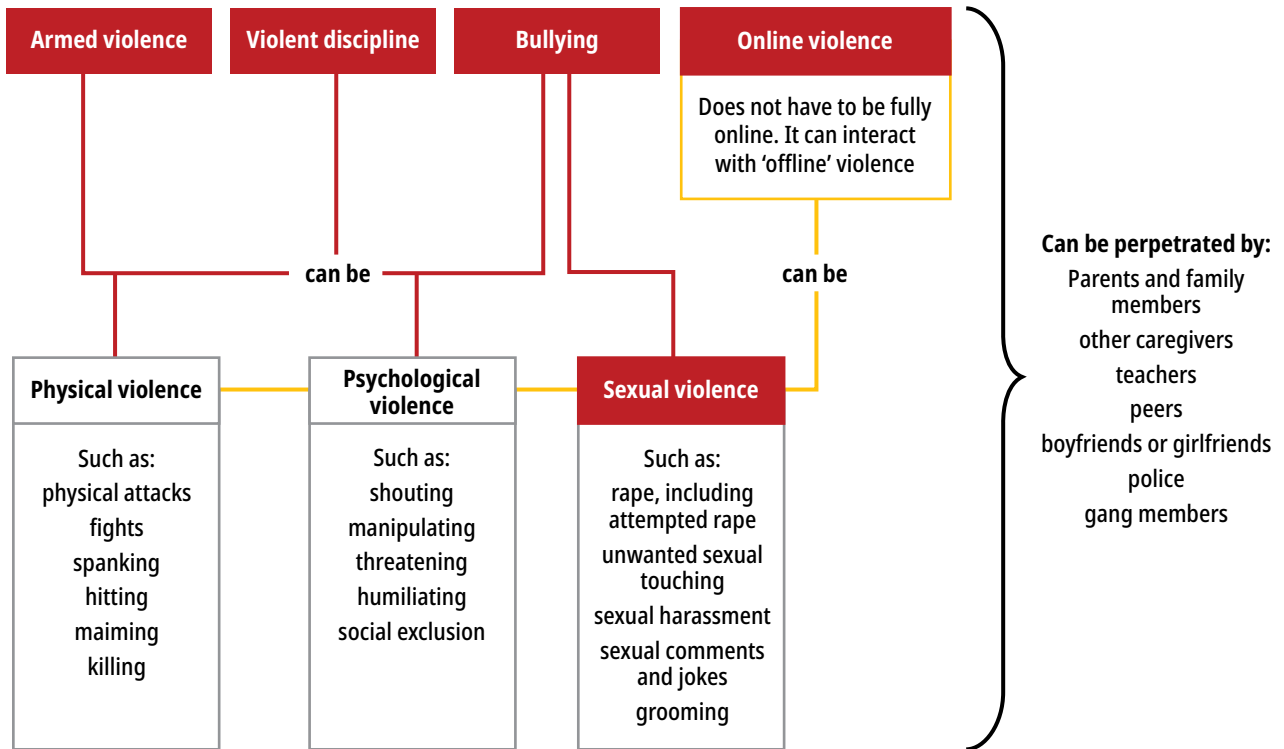 Armed violence
Violent discipline
Bullying
Online violence
Does not have to be fully
online. It can interact
with ‘offline’ violence
can be
can be
Physical violence
Such as:
physical attacks
fights
spanking
hitting
maiming
killing
Psychological
violence
Such as:
shouting
manipulating
threatening
humiliating
social exclusion
Sexual violence
Such as:
rape, including
attempted rape
unwanted sexual
touching
sexual harassment
sexual comments
and jokes
grooming
Can be perpetrated by:
Parents and family
members
other caregivers
teachers
peers
boyfriends or girlfriends
police
gang members